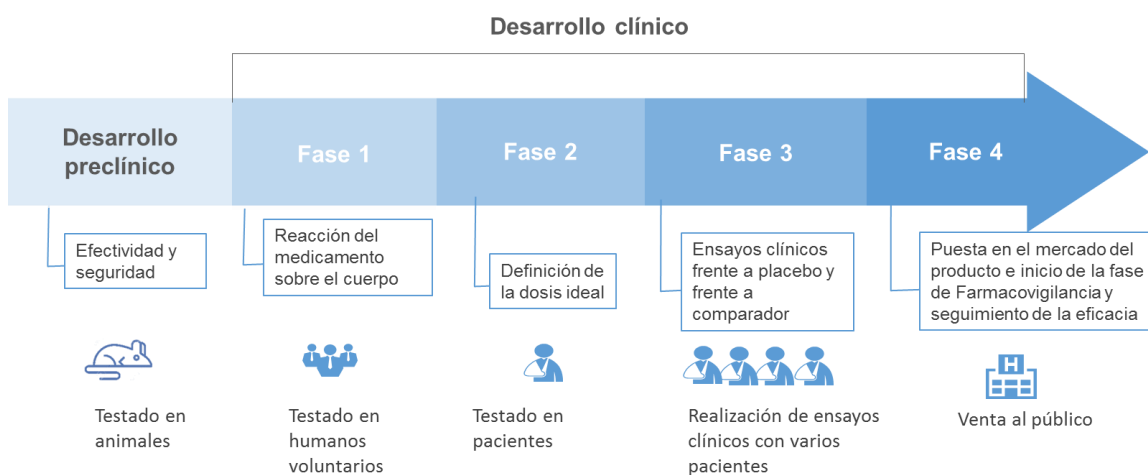 Desarrollo clínico
Desarrollo
preclínico
Fase 1
Fase 2
Fase 3
Fase 4
Efectividad y
seguridad
Reacción del
medicamento
sobre el cuerpo
Definición de
la dosis ideal
Ensayos clínicos
frente a placebo y
frente a
comparador
Puesta en el mercado del
producto e inicio de la fase
de Farmacovigilancia y
seguimiento de la eficacia
H
Testado en
animales
Testado en
humanos
voluntarios
Testado en
pacientes
Realización de ensayos
clínicos con varios
pacientes
Venta al público